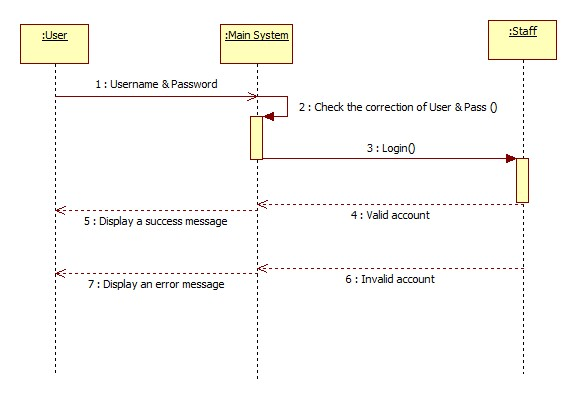 :User
:Main System
:Staff
1 : Username & Password
2 : Check the correction of User & Pass ()
3 : Login()
4 : Valid account
5 : Display a success message
6 : Invalid account
7 : Display an error message